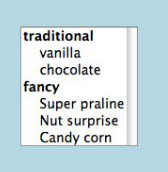 traditional
vanilla
chocolate
fancy
Super praline
Nut surprise
Candy corn